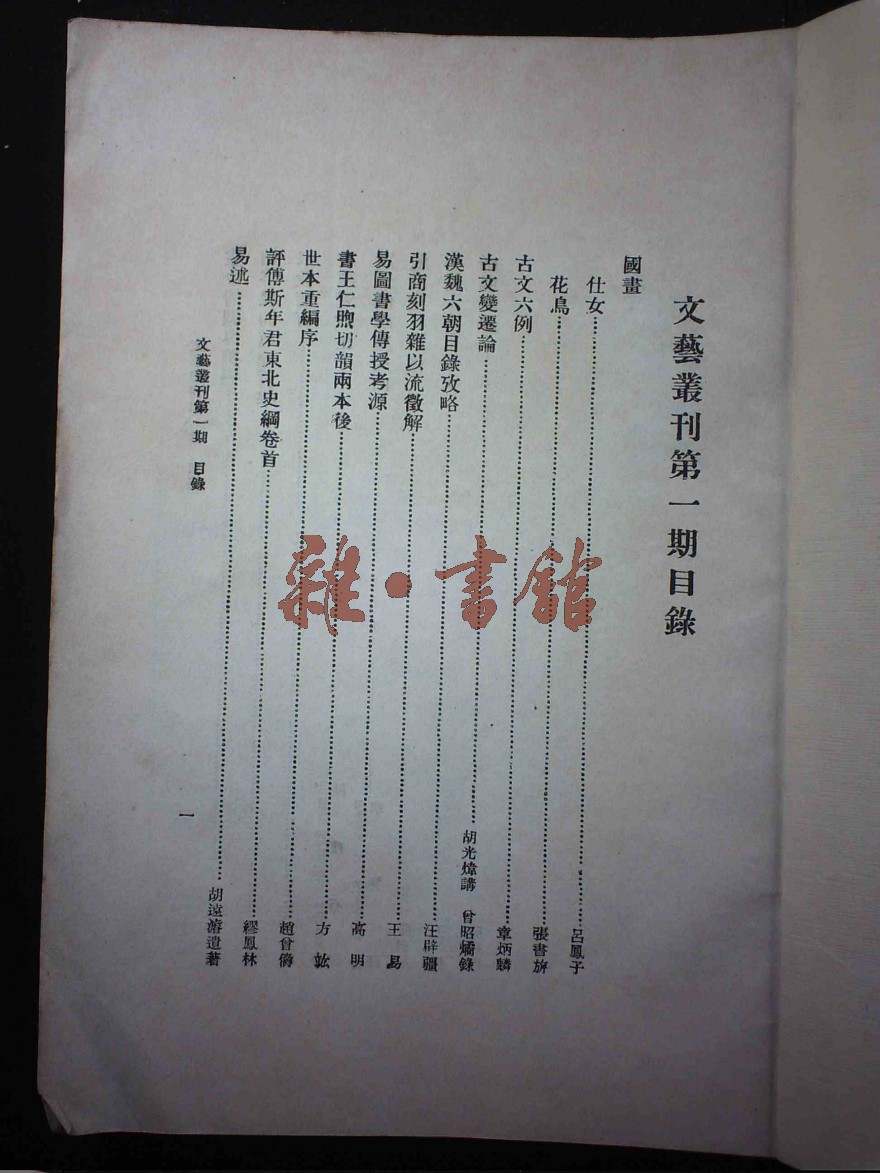 文藝叢刊第一期目錄
國畫
仕女……呂鳳子
花鳥……張書旂
古文六例……章炳麟
古文變遷論……胡光煒講 曾昭燏錄
漢魏六朝目錄攷略……汪辟疆
引商刻羽雜以流徵解……王易
易圖書學傳授考源……高明
書王仁煦切韻兩本後……方竑
世本重編序……趙曾儔
評傅斯年君東北史綱卷首……繆鳳林
易述……胡遠濬遺著
文藝叢刊第一期 目錄
一
雜·書館